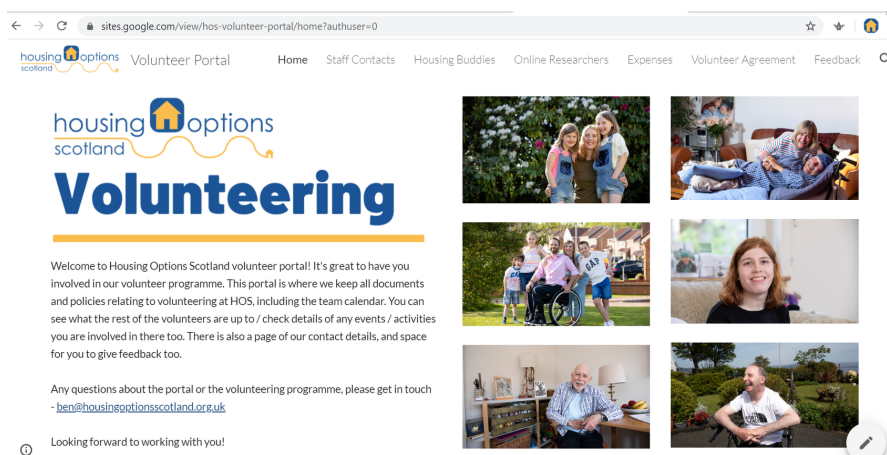 sites.google.com/view/hos-volunteer-portal/home?authuser=0
housing options
scotland
Volunteer Portal
Home Staff Contacts Housing Buddies Online Researchers Expenses Volunteer Agreement Feedback
housing options
scotland
Volunteering
Welcome to Housing Options Scotland volunteer portal! It's great to have you
involved in our volunteer programme. This portal is where we keep all documents
and policies relating to volunteering at HOS, including the team calendar. You can
see what the rest of the volunteers are up to / check details of any events / activities
you are involved in there too. There is also a page of our contact details, and space
for you to give feedback too.
Any questions about the portal or the volunteering programme, please get in touch
- ben@housingoptionsscotland.org.uk
Looking forward to working with you!
GAP